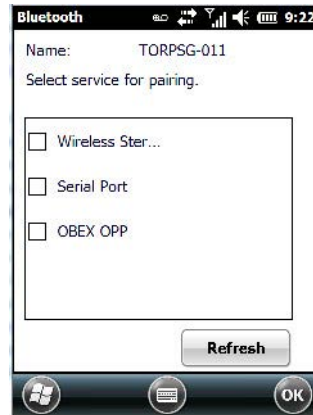 Bluetooth 9:22
Name: TORPSG-011
Select service for pairing.
Wireless Ster...
Serial Port
OBEX OPP
Refresh
OK